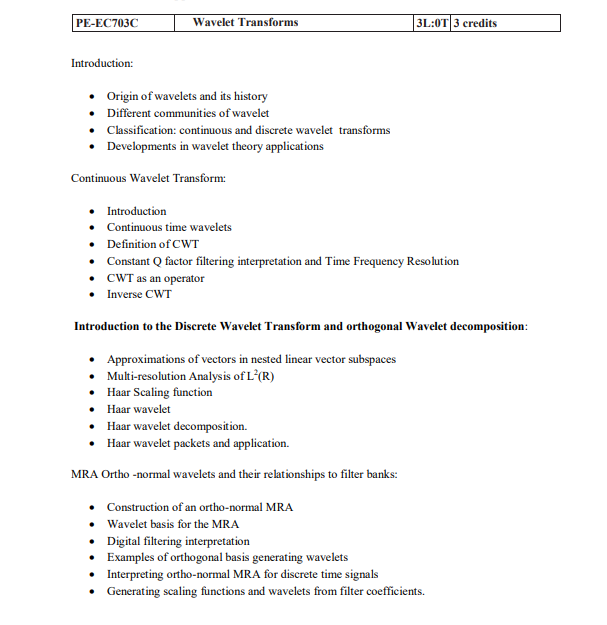 PE-EC703C Wavelet Transforms 3L:0T 3 credits
Introduction:
• Origin of wavelets and its history
• Different communities of wavelet
• Classification: continuous and discrete wavelet transforms
• Developments in wavelet theory applications
Continuous Wavelet Transform:
• Introduction
• Continuous time wavelets
• Definition of CWT
• Constant Q factor filtering interpretation and Time Frequency Resolution
• CWT as an operator
• Inverse CWT
Introduction to the Discrete Wavelet Transform and orthogonal Wavelet decomposition:
• Approximations of vectors in nested linear vector subspaces
• Multi-resolution Analysis of L²(R)
• Haar Scaling function
• Haar wavelet
• Haar wavelet decomposition.
• Haar wavelet packets and application.
MRA Ortho -normal wavelets and their relationships to filter banks:
• Construction of an ortho-normal MRA
• Wavelet basis for the MRA
• Digital filtering interpretation
• Examples of orthogonal basis generating wavelets
• Interpreting ortho-normal MRA for discrete time signals
• Generating scaling functions and wavelets from filter coefficients.